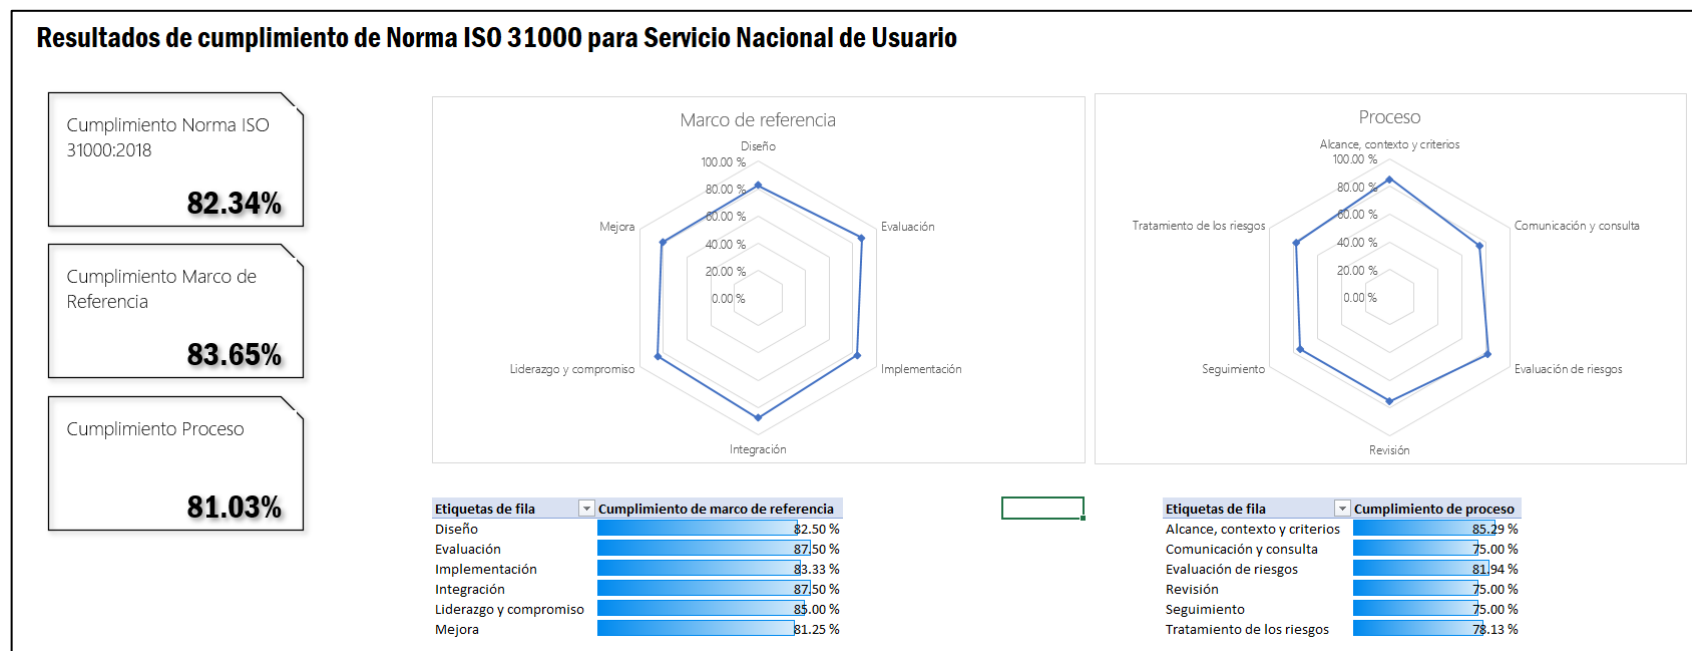 Resultados de cumplimiento de Norma ISO 31000 para Servicio Nacional de Usuario
Cumplimiento Norma ISO
31000:2018
82.34%
Cumplimiento Marco de
Referencia
83.65%
Cumplimiento Proceso
81.03%
Marco de referencia
Diseño
100.00 %
80.00 %
60.00 %
40.00 %
20.00 %
0.00 %
Mejora
Evaluación
Liderazgo y compromiso
Implementación
Integración
Proceso
Alcance, contexto y criterios
100.00 %
80.00 %
60.00 %
40.00 %
20.00 %
0.00 %
Tratamiento de los riesgos
Comunicación y consulta
Seguimiento
Evaluación de riesgos
Revisión
Etiquetas de fila Cumplimiento de marco de referencia
Diseño 82.50 %
Evaluación 87.50 %
Implementación 83.33 %
Integración 87.50 %
Liderazgo y compromiso 85.00 %
Mejora 81.25 %
Etiquetas de fila Cumplimiento de proceso
Alcance, contexto y criterios 85.29 %
Comunicación y consulta 75.00 %
Evaluación de riesgos 81.94 %
Revisión 75.00 %
Seguimiento 75.00 %
Tratamiento de los riesgos 78.13 %